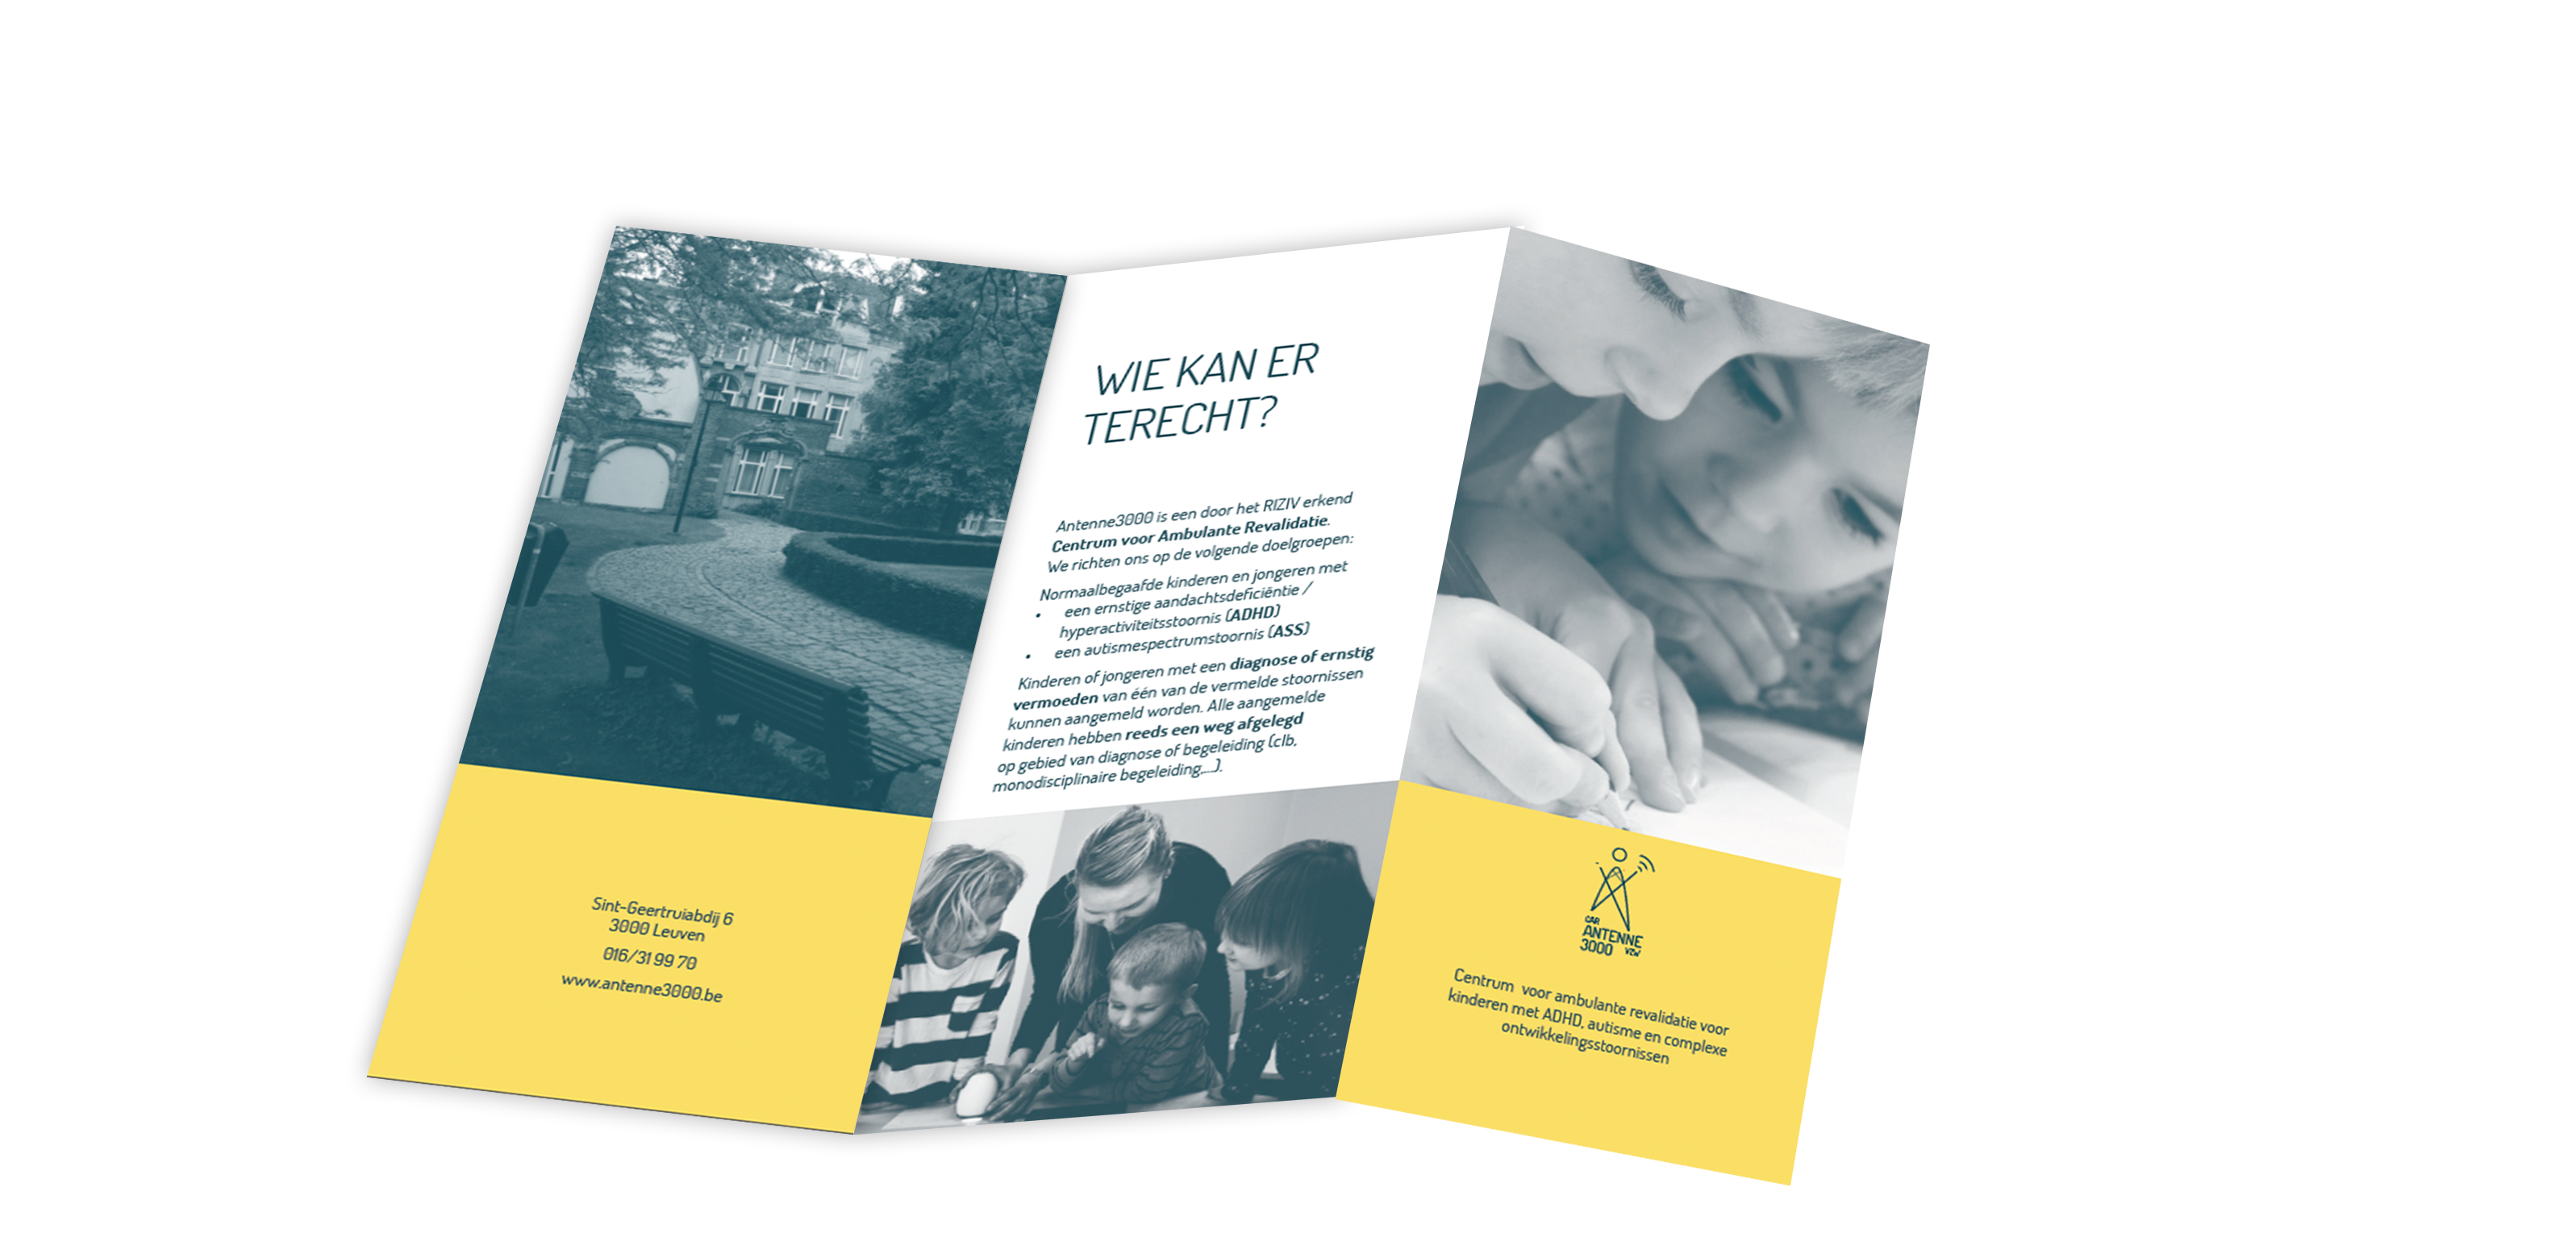 Sint-Geertruiabdij 6
3000 Leuven
016/31 99 70
www.antenne3000.be
WIE KAN ER
TERECHT?
Antenne3000 is een door het RIZIV erkend
Centrum voor Ambulante Revalidatie.
We richten ons op de volgende doelgroepen:
Normaalbegaafde kinderen en jongeren met
• een ernstige aandachtsdeficiëntie /
hyperactiviteitsstoornis (ADHD)
• een autismespectrumstoornis (ASS)
Kinderen of jongeren met een diagnose of ernstig
vermoeden van één van de vermelde stoornissen
kunnen aangemeld worden. Alle aangemelde
kinderen hebben reeds een weg afgelegd
op gebied van diagnose of begeleiding (clb,
monodisciplinaire begeleiding,...).
CAR
ANTENNE
3000 vzw
Centrum voor ambulante revalidatie voor
kinderen met ADHD, autisme en complexe
ontwikkelingsstoornissen